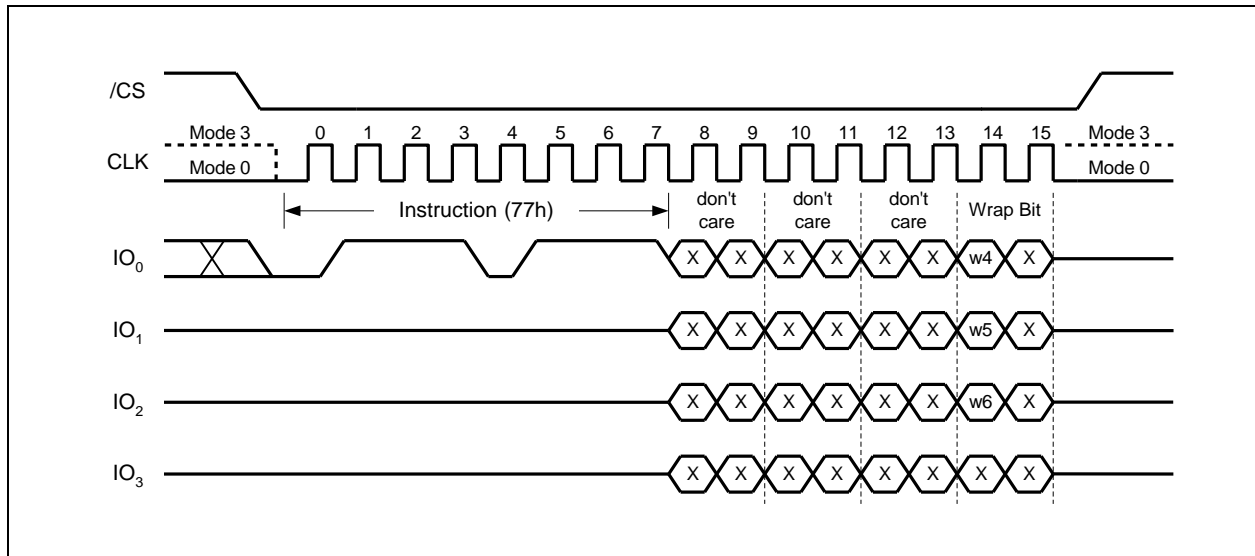 /CS
Mode 3 0 1 2 3 4 5 6 7 8 9 10 11 12 13 14 15 Mode 3
CLK
Mode 0 Mode 0
Instruction (77h) don't care don't care don't care Wrap Bit
IO0 X X X X X X w4 X
IO1 X X X X X X w5 X
IO2 X X X X X X w6 X
IO3 X X X X X X X X